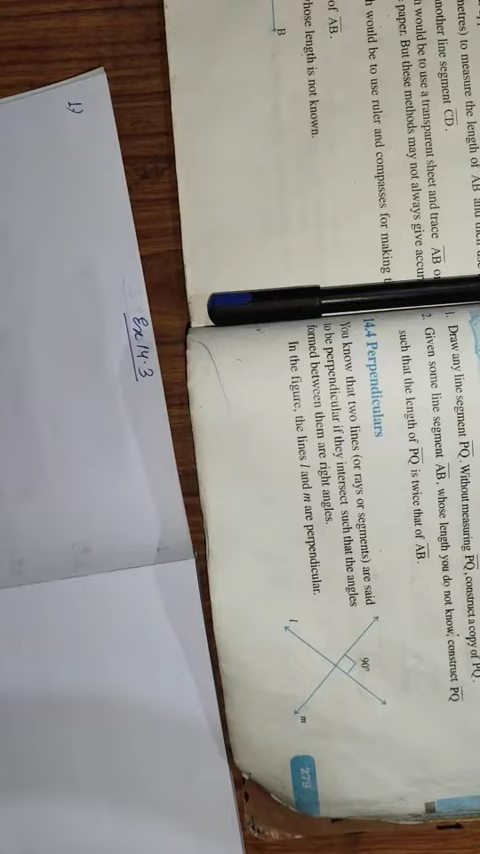 metres) to measure the length of AB and then use
nother line segment CD.
h would be to use a transparent sheet and trace AB
paper. But these methods may not always give accur
h would be to use ruler and compasses for making
of AB.
B
hose length is not known.
1. Draw any line segment PQ. Without measuring PQ, construct a copy of PQ.
2. Given some line segment AB, whose length you do not know, construct PQ
such that the length of PQ is twice that of AB.
14.4 Perpendiculars
You know that two lines (or rays or segments) are said
to be perpendicular if they intersect such that the angles
formed between them are right angles.
In the figure, the lines l and m are perpendicular.
90°
l
m
279
Ex 14.3
1)